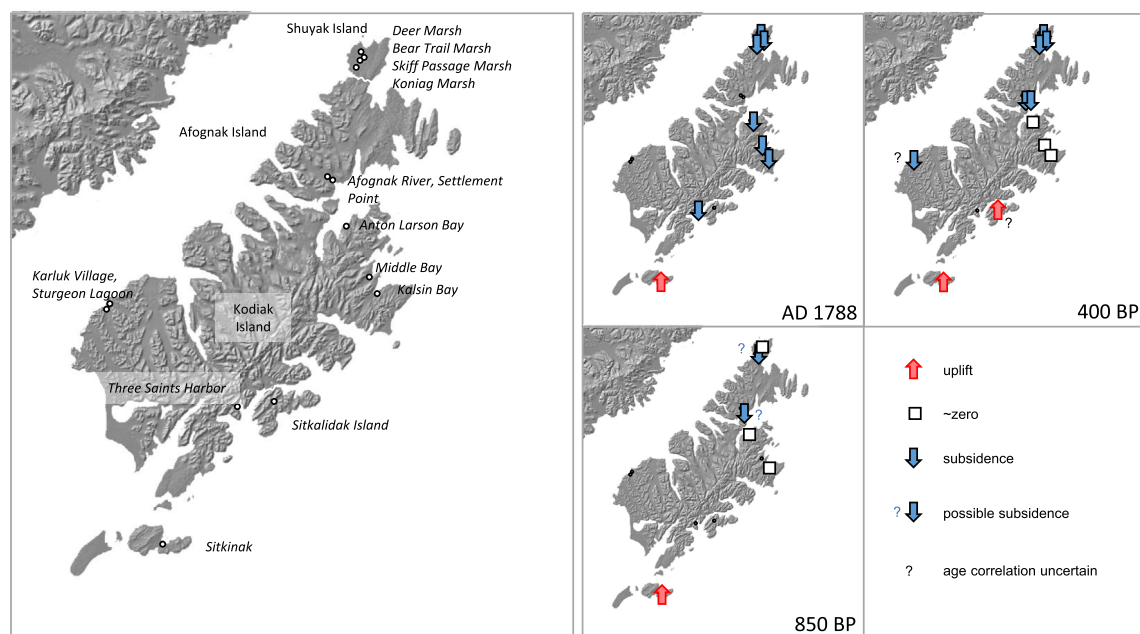 Shuyak Island
Deer Marsh
Bear Trail Marsh
Skiff Passage Marsh
Koniag Marsh
Afognak Island
Afognak River, Settlement
Point
Anton Larson Bay
Middle Bay
Kalsin Bay
Karluk Village,
Sturgeon Lagoon
Kodiak
Island
Three Saints Harbor
Sitkalidak Island
Sitkinak
AD 1788
?
?
400 BP
?
?
850 BP
uplift
~zero
subsidence
? possible subsidence
? age correlation uncertain